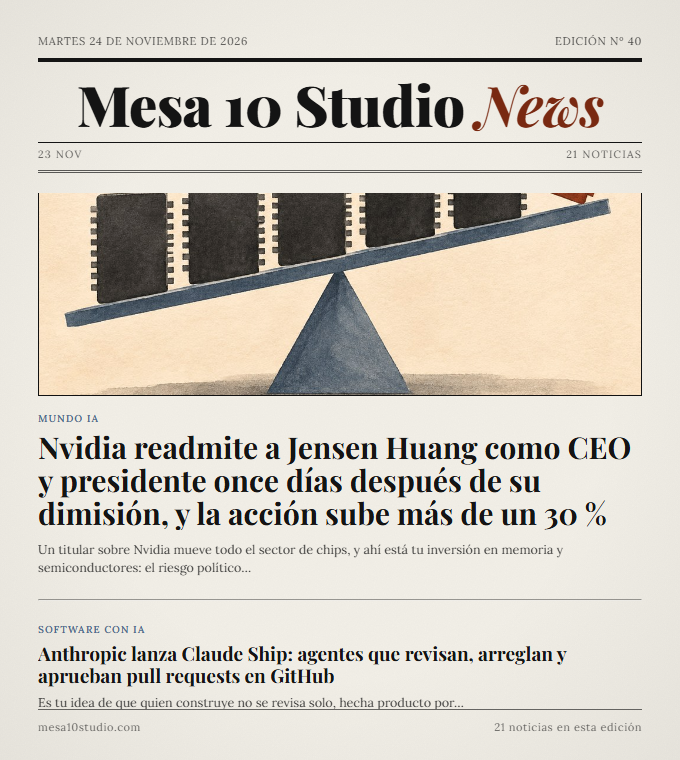 MARTES 24 DE NOVIEMBRE DE 2026
EDICIÓN Nº 40
Mesa 10 Studio News
23 NOV
21 NOTICIAS
MUNDO IA
Nvidia readmite a Jensen Huang como CEO
y presidente once días después de su
dimisión, y la acción sube más de un 30 %
Un titular sobre Nvidia mueve todo el sector de chips, y ahí está tu inversión en memoria y
semiconductores: el riesgo político...
SOFTWARE CON IA
Anthropic lanza Claude Ship: agentes que revisan, arreglan y
aprueban pull requests en GitHub
Es tu idea de que quien construye no se revisa solo, hecha producto por...
mesa10studio.com
21 noticias en esta edición